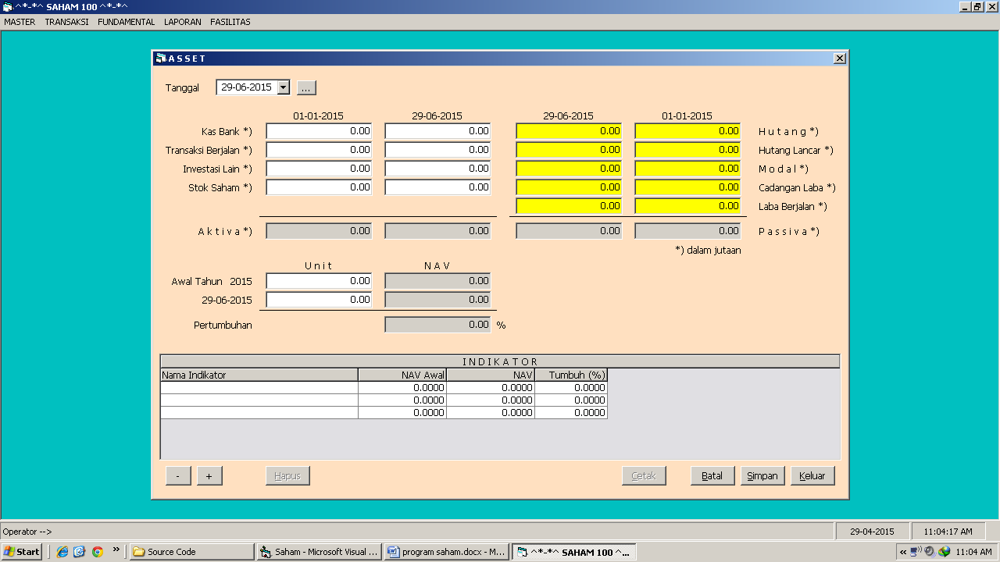 ^*-*^ SAHAM 100 ^*-*^
MASTER TRANSAKSI FUNDAMENTAL LAPORAN FASILITAS
A S S E T
Tanggal 29-06-2015 ...
01-01-2015 29-06-2015 29-06-2015 01-01-2015
Kas Bank *) 0.00 0.00 0.00 0.00 H u t a n g *)
Transaksi Berjalan *) 0.00 0.00 0.00 0.00 Hutang Lancar *)
Investasi Lain *) 0.00 0.00 0.00 0.00 M o d a l *)
Stok Saham *) 0.00 0.00 0.00 0.00 Cadangan Laba *)
0.00 0.00 Laba Berjalan *)
A k t i v a *) 0.00 0.00 0.00 0.00 P a s s i v a *)
*) dalam jutaan
U n i t N A V
Awal Tahun 2015 0.00 0.00
29-06-2015 0.00 0.00
Pertumbuhan 0.00 %
I N D I K A T O R
Nama Indikator NAV Awal NAV Tumbuh (%)
0.0000 0.0000 0.0000
0.0000 0.0000 0.0000
0.0000 0.0000 0.0000
- + Hapus Cetak Batal Simpan Keluar
Operator --> 29-04-2015 11:04:17 AM
Start » Source Code Saham - Microsoft Visual ... program saham.docx - M... ^*-*^ SAHAM 100 ^... « 11:04 AM